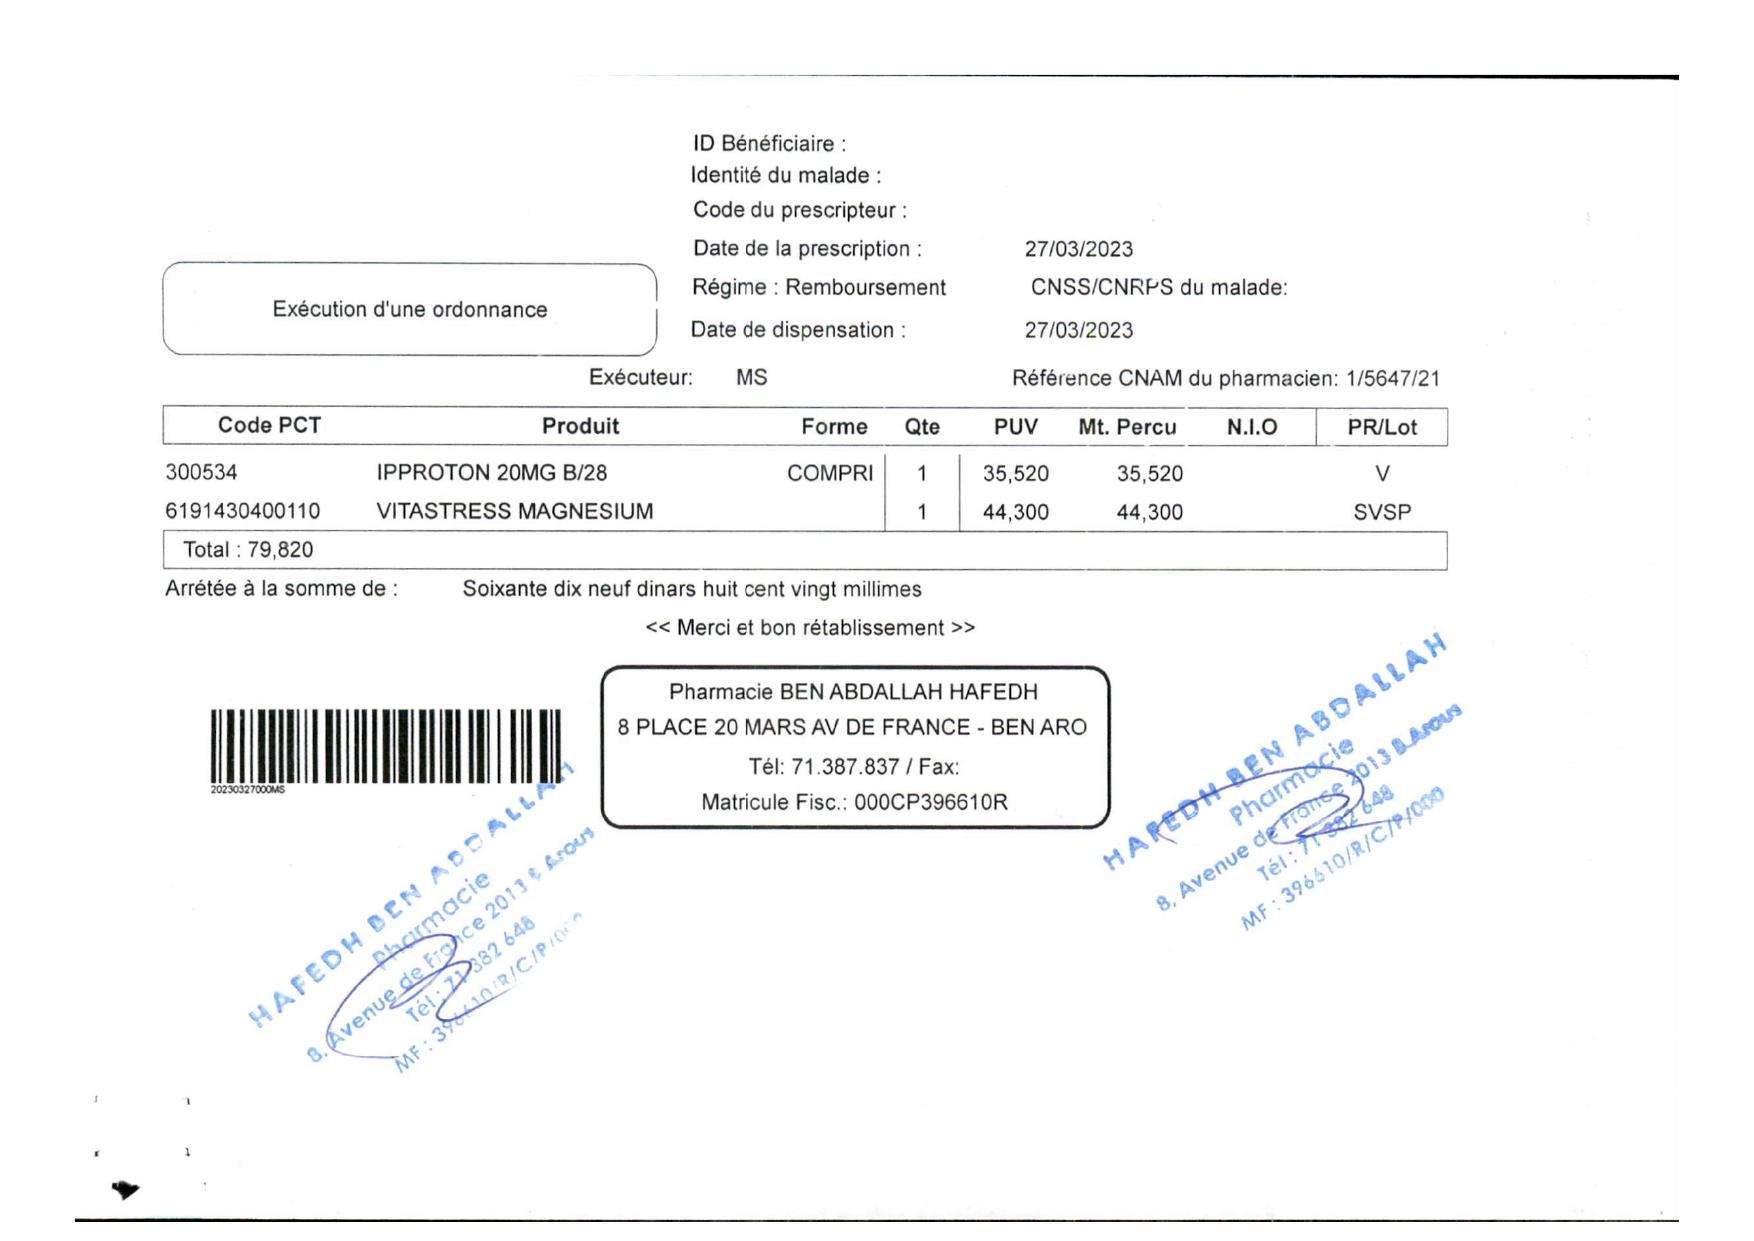 ID Bénéficiaire :
Identité du malade :
Code du prescripteur :
Date de la prescription : 27/03/2023
Exécution d'une ordonnance
Régime : Remboursement CNSS/CNRPS du malade:
Date de dispensation : 27/03/2023
Exécuteur: MS Référence CNAM du pharmacien: 1/5647/21
Code PCT Produit Forme Qte PUV Mt. Percu N.I.O PR/Lot
300534 IPPROTON 20MG B/28 COMPRI 1 35,520 35,520 V
6191430400110 VITASTRESS MAGNESIUM 1 44,300 44,300 SVSP
Total : 79,820
Arrétée à la somme de : Soixante dix neuf dinars huit cent vingt millimes
<< Merci et bon rétablissement >>
Pharmacie BEN ABDALLAH HAFEDH
8 PLACE 20 MARS AV DE FRANCE - BEN ARO
Tél: 71.387.837 / Fax:
Matricule Fisc.: 000CP396610R
20230327000MS
HAFEDH BEN ABDALLAH
Pharmacie
8, Avenue de France 2013 B.Arous
Tél : 71 382 648
MF : 396610/R/C/P/000
HAFEDH BEN ABDALLAH
Pharmacie
8, Avenue de France 2013 B.Arous
Tél : 71 382 648
MF : 396610/R/C/P/000